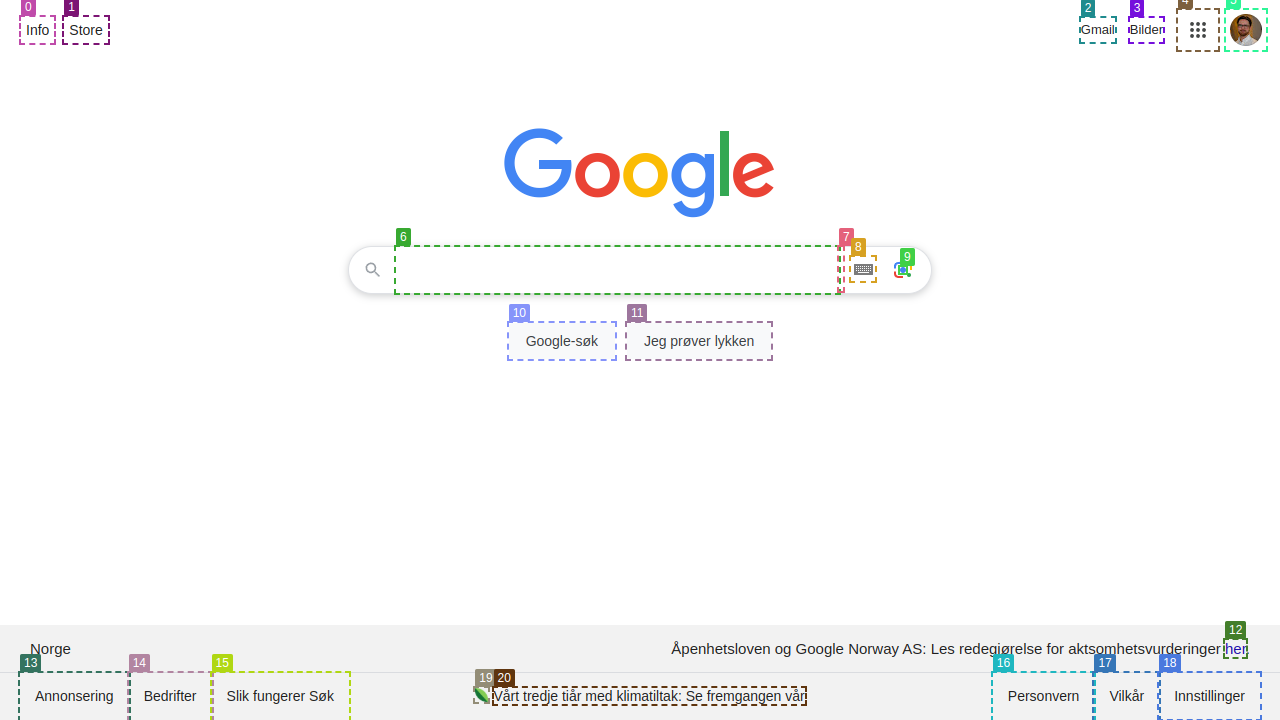 0 1 2 3 4 5
Info Store Gmail Bilder
Google
6 7 8 9
10 11
Google-søk Jeg prøver lykken
12
Norge Åpenhetsloven og Google Norway AS: Les redegjørelse for aktsomhetsvurderinger her.
13 14 15 19 20 16 17 18
Annonsering Bedrifter Slik fungerer Søk Vårt tredje tiår med klimatiltak: Se fremgangen vår Personvern Vilkår Innstillinger